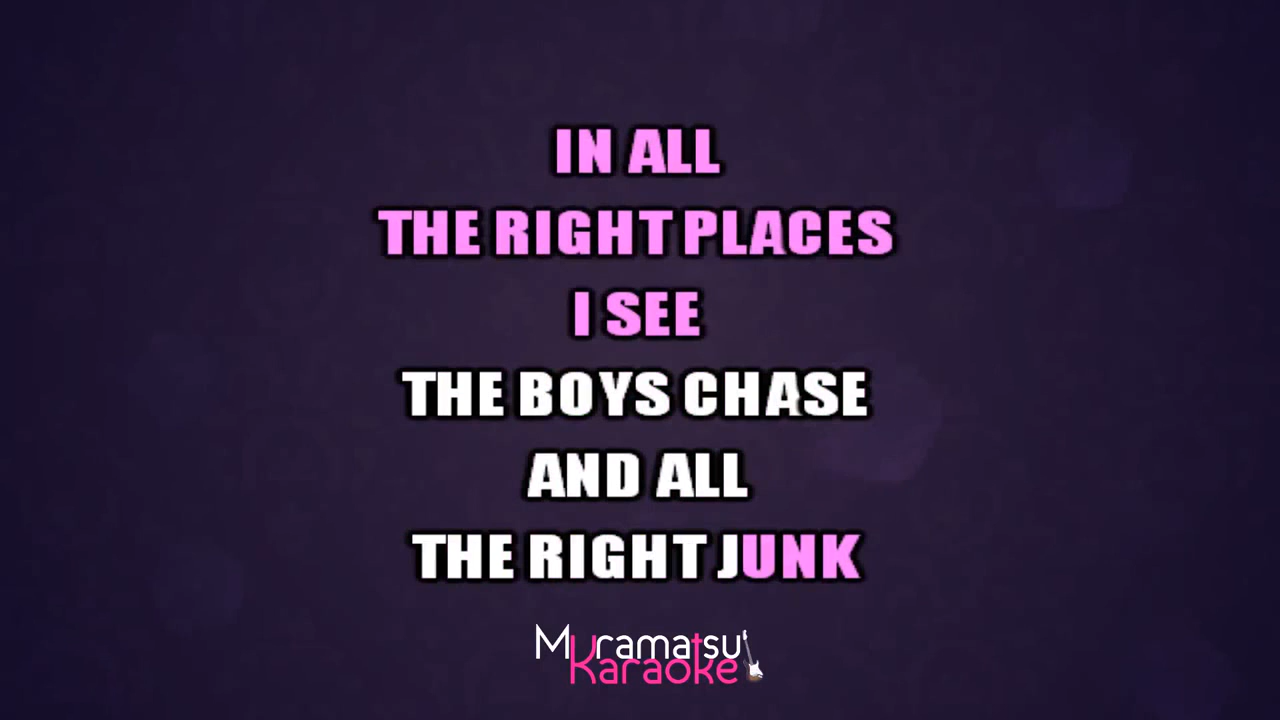 IN ALL
THE RIGHT PLACES
I SEE
THE BOYS CHASE
AND ALL
THE RIGHT JUNK
Muramatsu
Karaoke